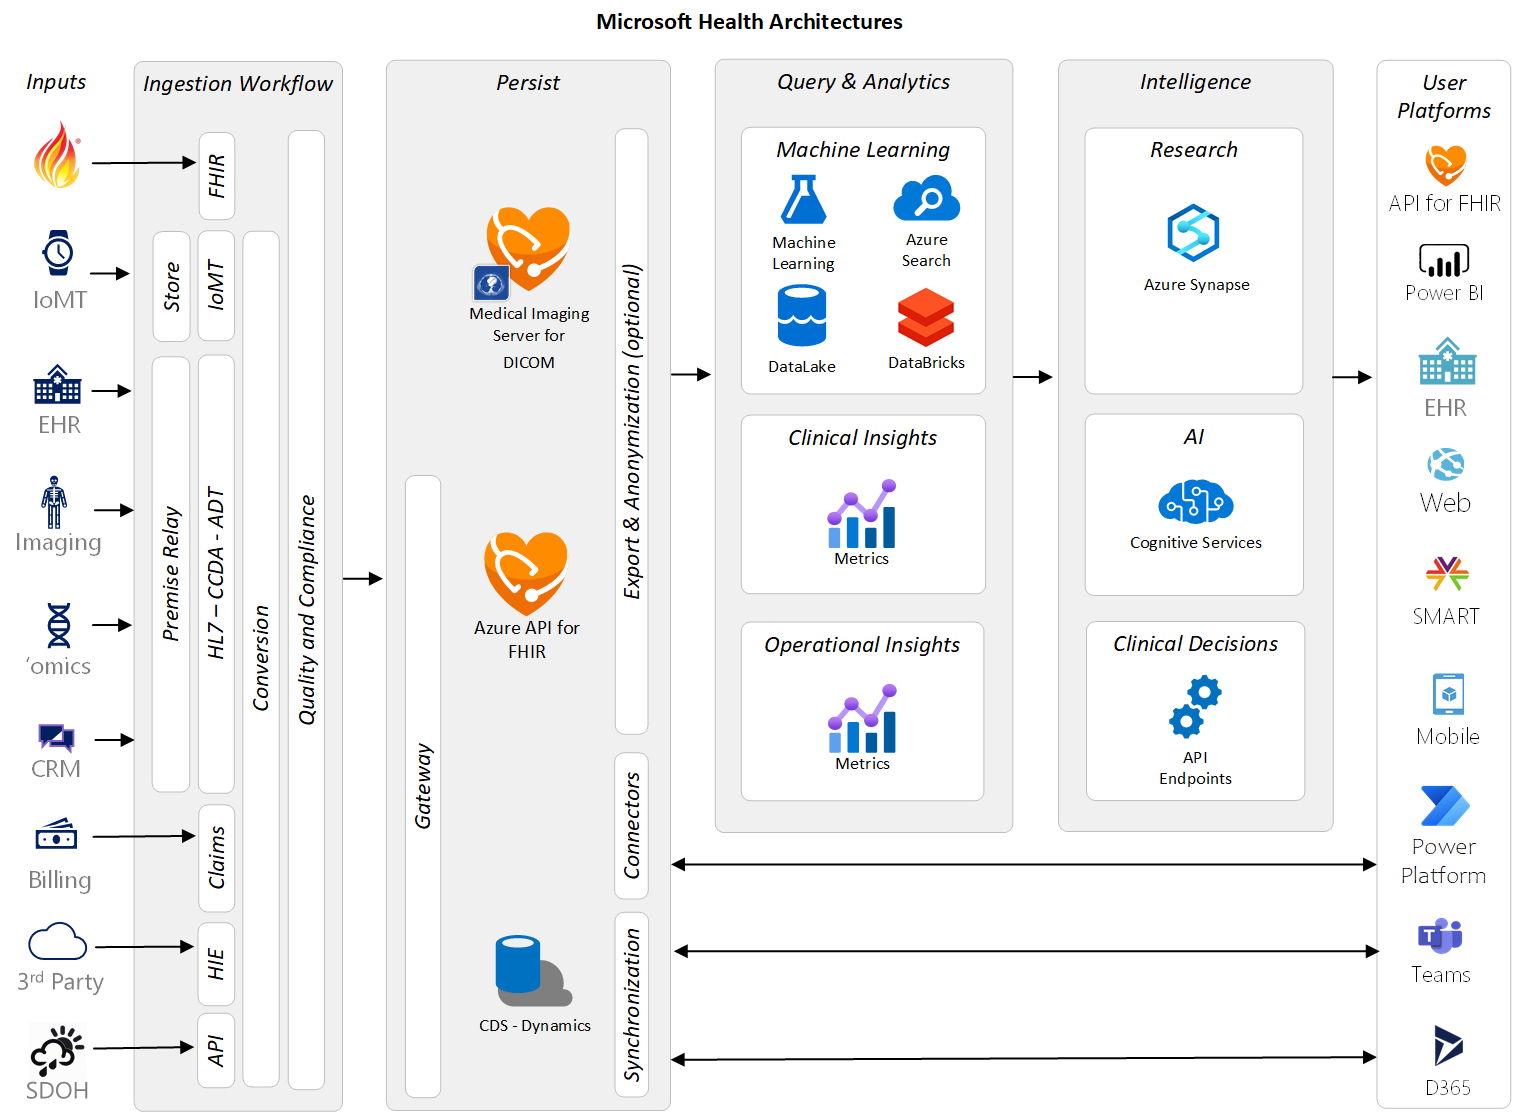 Microsoft Health Architectures
Inputs
IoMT
EHR
Imaging
‘omics
CRM
Billing
3rd Party
SDOH
Ingestion Workflow
FHIR
Store
IoMT
Premise Relay
HL7 – CCDA - ADT
Claims
HIE
API
Conversion
Quality and Compliance
Persist
Medical Imaging
Server for
DICOM
Azure API for
FHIR
Gateway
CDS - Dynamics
Export & Anonymization (optional)
Connectors
Synchronization
Query & Analytics
Machine Learning
Machine
Learning
Azure
Search
DataLake
DataBricks
Clinical Insights
Metrics
Operational Insights
Metrics
Intelligence
Research
Azure Synapse
AI
Cognitive Services
Clinical Decisions
API
Endpoints
User
Platforms
API for FHIR
Power BI
EHR
Web
SMART
Mobile
Power
Platform
T
Teams
D365